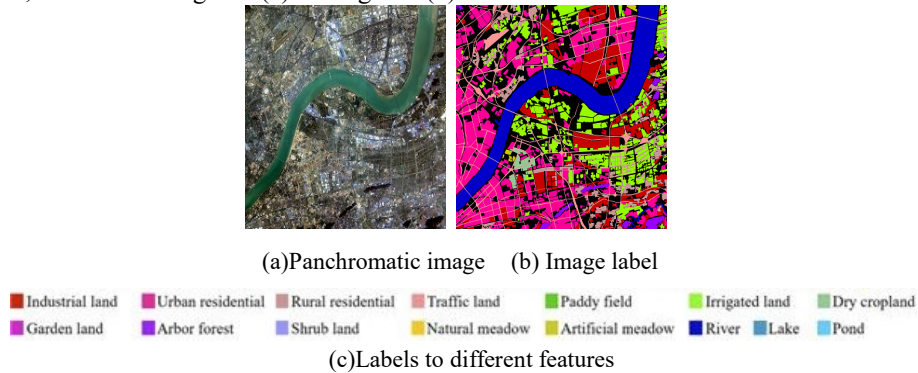 (a)Panchromatic image (b) Image label
Industrial land Urban residential Rural residential Traffic land Paddy field Irrigated land Dry cropland
Garden land Arbor forest Shrub land Natural meadow Artificial meadow River Lake Pond
(c)Labels to different features